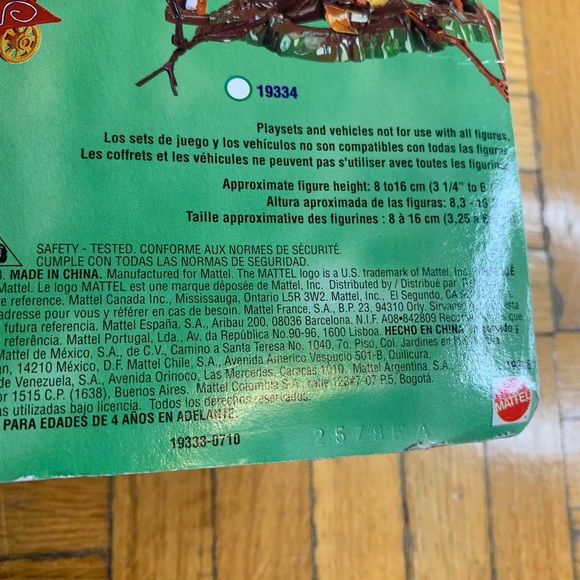 19334
Playsets and vehicles not for use with all figures.
Los sets de juego y los vehículos no son compatibles con todas las
Les coffrets et les véhicules ne peuvent pas s'utiliser avec toutes les
Approximate figure height: 8 to16 cm (3 1/4" to 6
Altura aproximada de las figuras: 8,3 -
Taille approximative des figurines : 8 à 16 cm (3,25 à
SAFETY - TESTED. CONFORME AUX NORMES DE SÉCURITÉ.
CUMPLE CON TODAS LAS NORMAS DE SEGURIDAD.
MADE IN CHINA. Manufactured for Mattel. The MATTEL logo is a U.S. trademark of Mattel, Inc.
Mattel. Le logo MATTEL est une marque déposée de Mattel, Inc. Distributed by / Distribué par
reference. Mattel Canada Inc., Mississauga, Ontario L5R 3W2. Mattel, Inc., El Segundo, CA
adresse pour vous y référer en cas de besoin. Mattel France, S.A., B.P. 23, 94310 Orly.
futura referencia. Mattel España, S.A., Aribau 200, 08036 Barcelona. N.I.F. A08•842809 que
referência. Mattel Portugal, Lda., Av. da República No.90-96, 1600 Lisboa. HECHO EN CHINA. y
Mattel de México, S.A., de C.V., Camino a Santa Teresa No. 1040, 7o. Piso, Col. Jardines en
14210 México, D.F. Mattel Chile, S.A., Avenida Americo Vespucio 501-B, Quilicura,
de Venezuela, S.A., Avenida Orinoco, Las Mercedes, Caracas 1010. Mattel Argentina, S.A.,
1515 C.P. (1638), Buenos Aires. Mattel Colombia S.A., calle 123#7-07 P.5, Bogotá.
utilizadas bajo licencia. Todos los derechos reservados.
PARA EDADES DE 4 AÑOS EN ADELANTE.
MATTEL
19333-0710